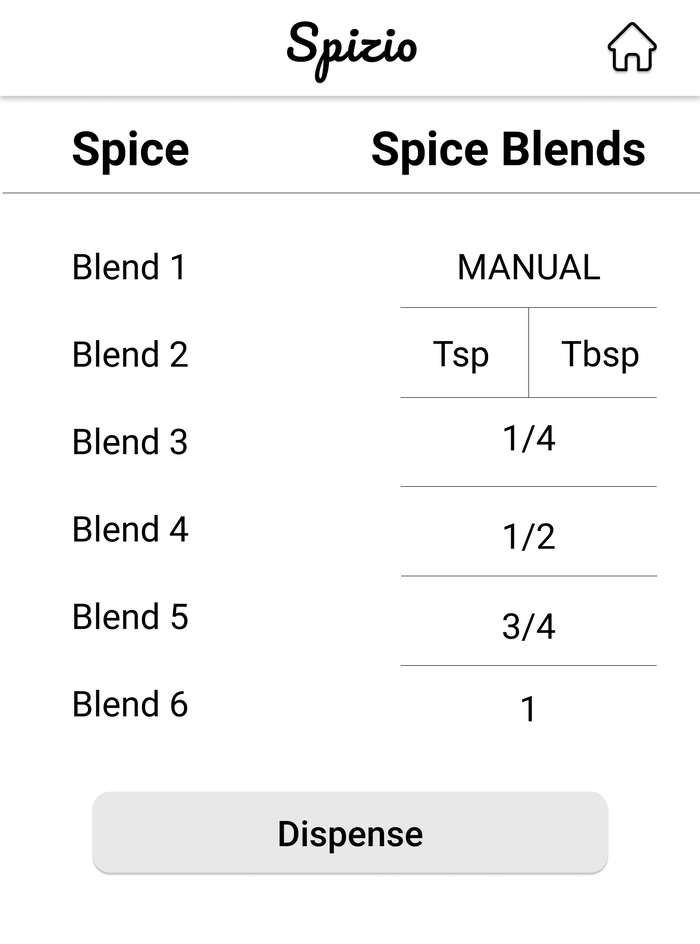 Spizio
Spice Spice Blends
Blend 1 MANUAL
Blend 2 Tsp Tbsp
Blend 3 1/4
Blend 4 1/2
Blend 5 3/4
Blend 6 1
Dispense